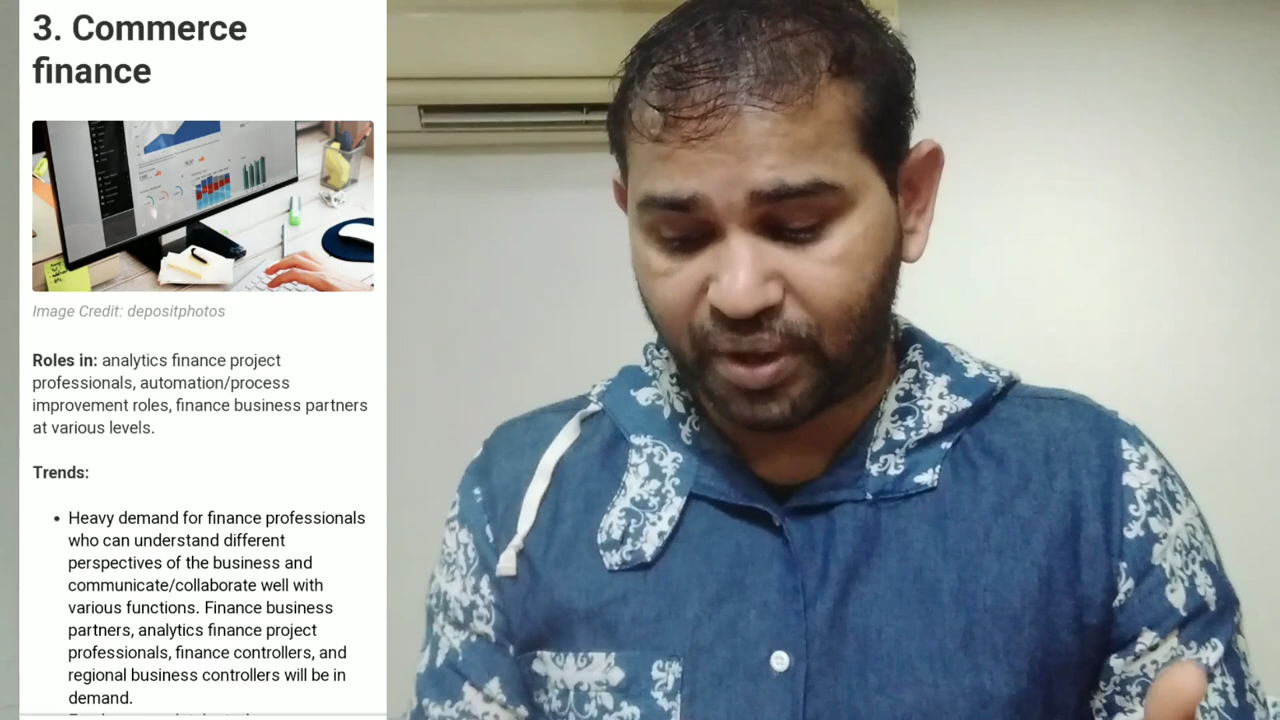 3. Commerce
finance
Image Credit: depositphotos
Roles in: analytics finance project
professionals, automation/process
improvement roles, finance business partners
at various levels.
Trends:
• Heavy demand for finance professionals
who can understand different
perspectives of the business and
communicate/collaborate well with
various functions. Finance business
partners, analytics finance project
professionals, finance controllers, and
regional business controllers will be in
demand.